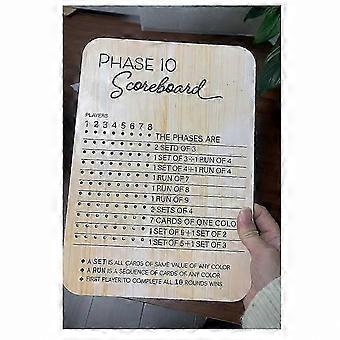 PHASE 10
Scoreboard
PLAYERS
1 2 3 4 5 6 7 8
THE PHASES ARE
2 SETD OF 3
1 SET OF 3+1 RUN OF 4
1 SET OF 4+1 RUN OF 4
1 RUN OF 7
1 RUN OF 8
1 RUN OF 9
2 SETS OF 4
7 CARDS OF ONE COLO
1 SET OF 5+1 SET OF 2
1 SET OF 5+1 SET OF 3
A SET IS ALL CARDS OF SAME VALUE OF ANY COLOR
A RUN IS A SEQUENCE OF CARDS OF ANY COLOR
FIRST PLAYER TO COMPLETE ALL 10 ROUNDS WINS